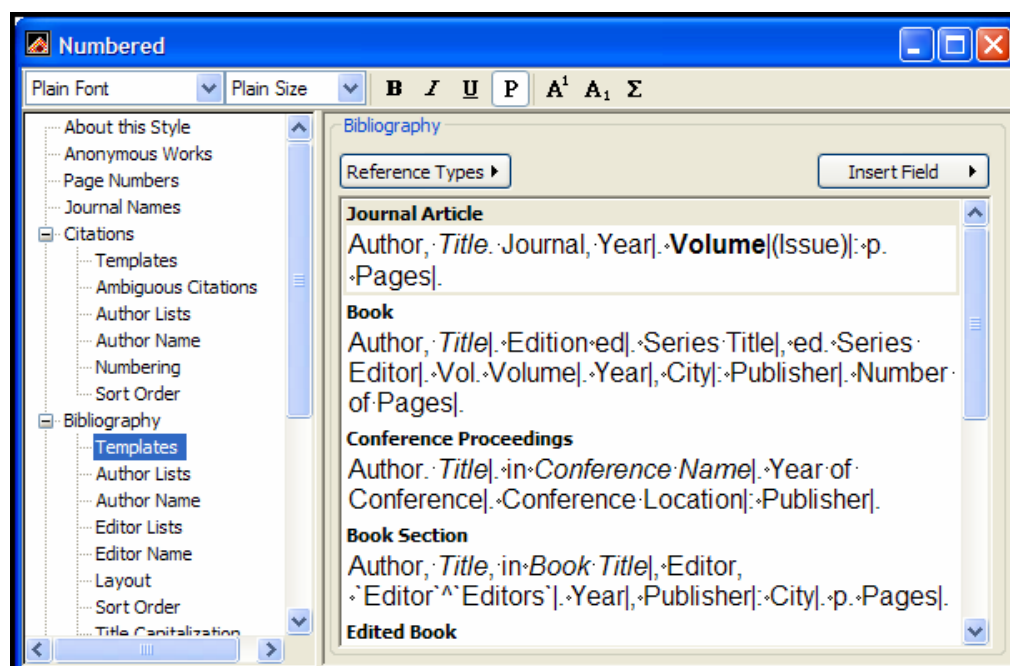 Numbered
Plain Font Plain Size B I U P A¹ A₁ Σ
About this Style
Anonymous Works
Page Numbers
Journal Names
Citations
Templates
Ambiguous Citations
Author Lists
Author Name
Numbering
Sort Order
Bibliography
Templates
Author Lists
Author Name
Editor Lists
Editor Name
Layout
Sort Order
Title Capitalization
Bibliography
Reference Types Insert Field
Journal Article
Author,·Title.·Journal,·Year|.·Volume|(Issue)|:·p.
·Pages|.
Book
Author,·Title|.·Edition·ed|.·Series·Title|,·ed.·Series·
Editor|.·Vol.·Volume|.·Year|,·City|:·Publisher|.·Number·
of·Pages|.
Conference Proceedings
Author.·Title|.·in·Conference·Name|.·Year·of·
Conference|.·Conference·Location|:·Publisher|.
Book Section
Author,·Title,·in·Book·Title|,·Editor,
·`Editor`^`Editors`|.·Year|,·Publisher|:·City|.·p.·Pages|.
Edited Book